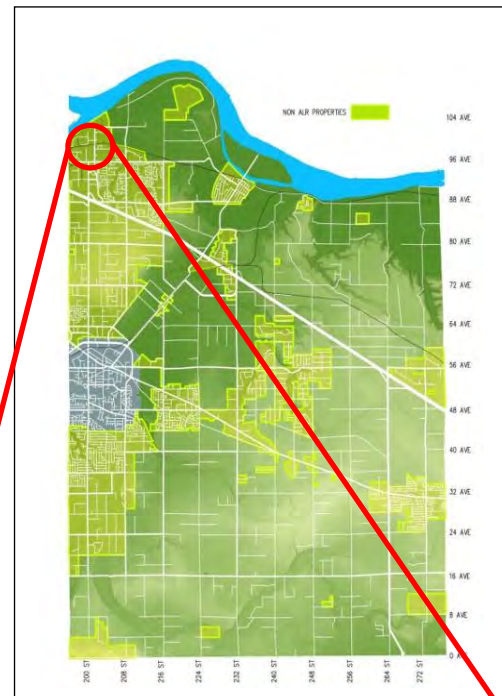 NON ALR PROPERTIES
104 AVE
96 AVE
88 AVE
80 AVE
72 AVE
64 AVE
56 AVE
48 AVE
40 AVE
32 AVE
24 AVE
16 AVE
8 AVE
0 AVE
200 ST
208 ST
216 ST
224 ST
232 ST
240 ST
248 ST
256 ST
264 ST
272 ST